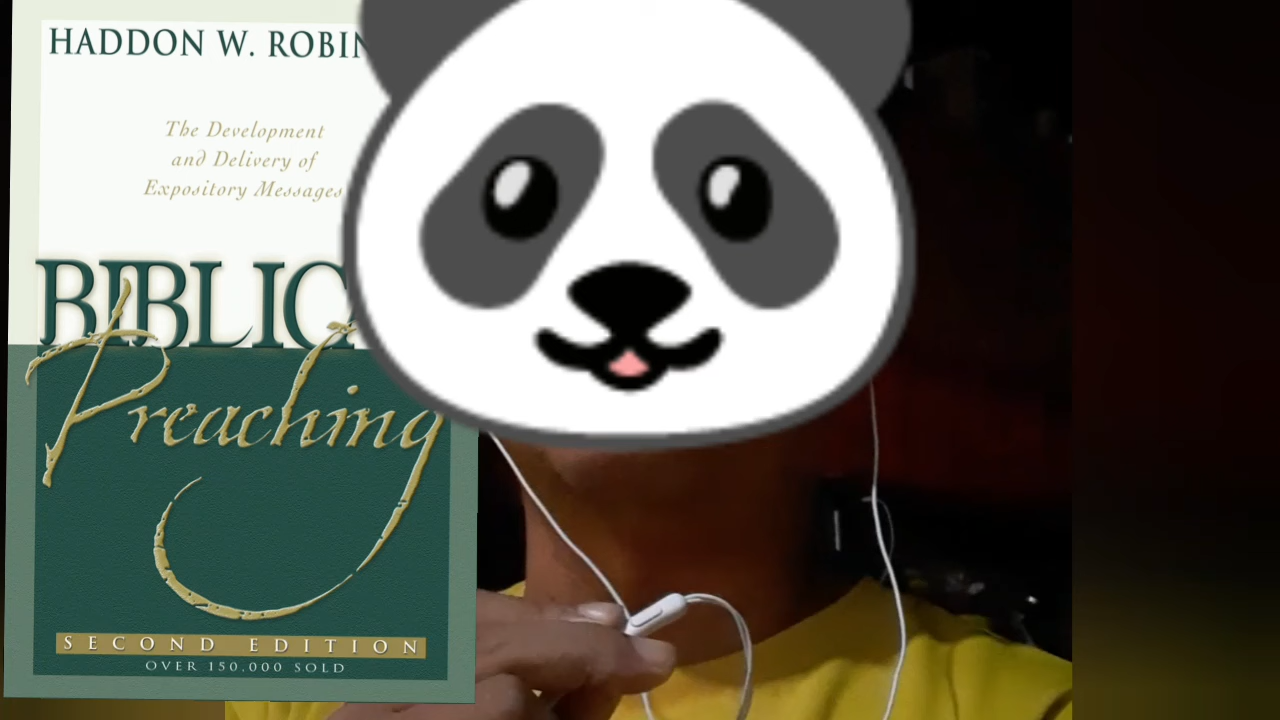 HADDON W. ROBIN
The Development
and Delivery of
Expository Messages
BIBLIC
Preaching
SECOND EDITION
OVER 150,000 SOLD